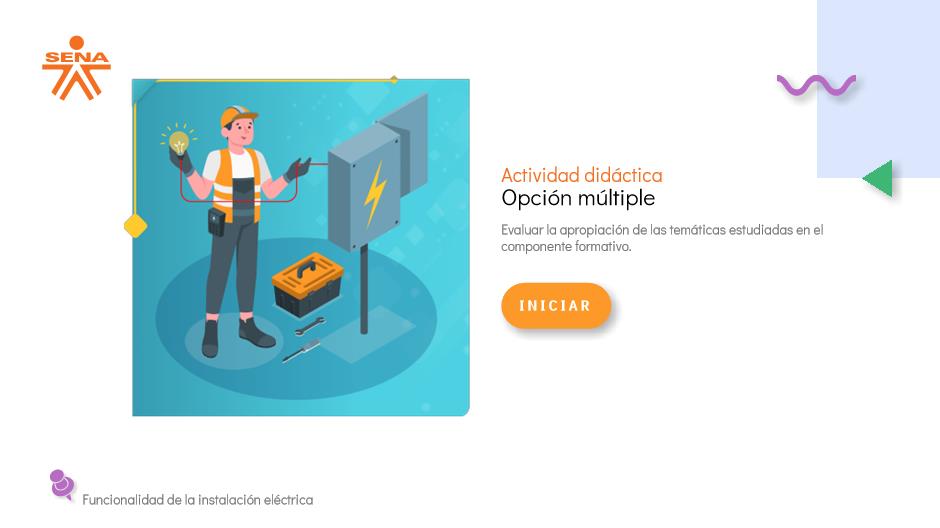 SENA
Actividad didáctica
Opción múltiple
Evaluar la apropiación de las temáticas estudiadas en el
componente formativo.
INICIAR
Funcionalidad de la instalación eléctrica